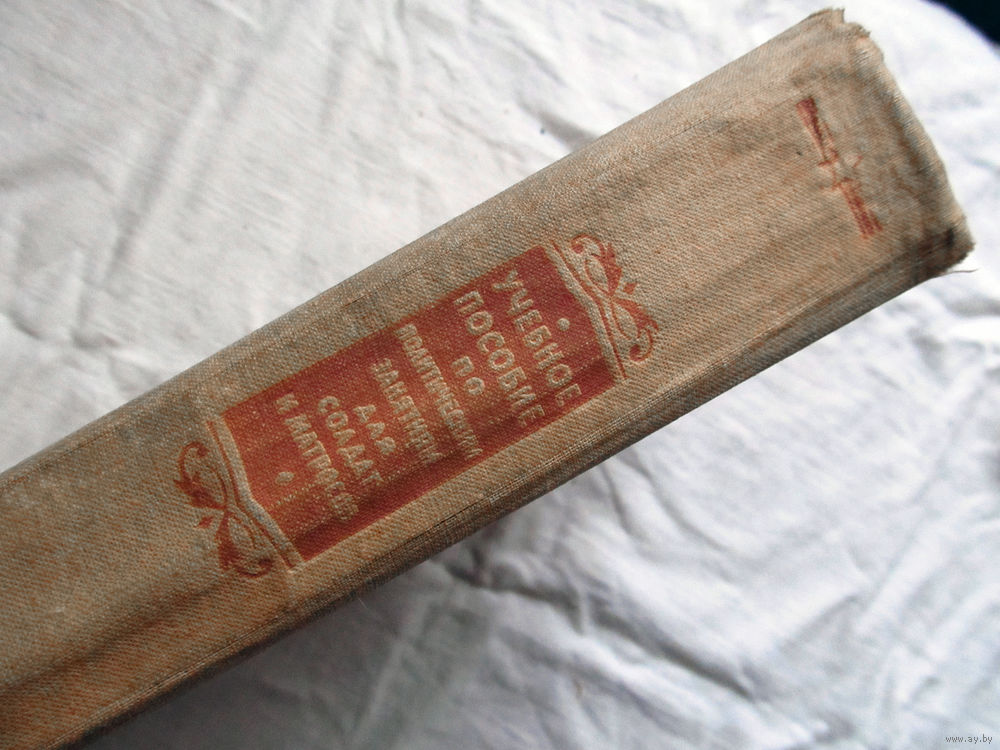 УЧЕБНОЕ
ПОСОБИЕ
ПО
ПОЛИТИЧЕСКИМ
ЗАНЯТИЯМ
ДЛЯ
СОЛДАТ
И МАТРОСОВ
www.ay.by